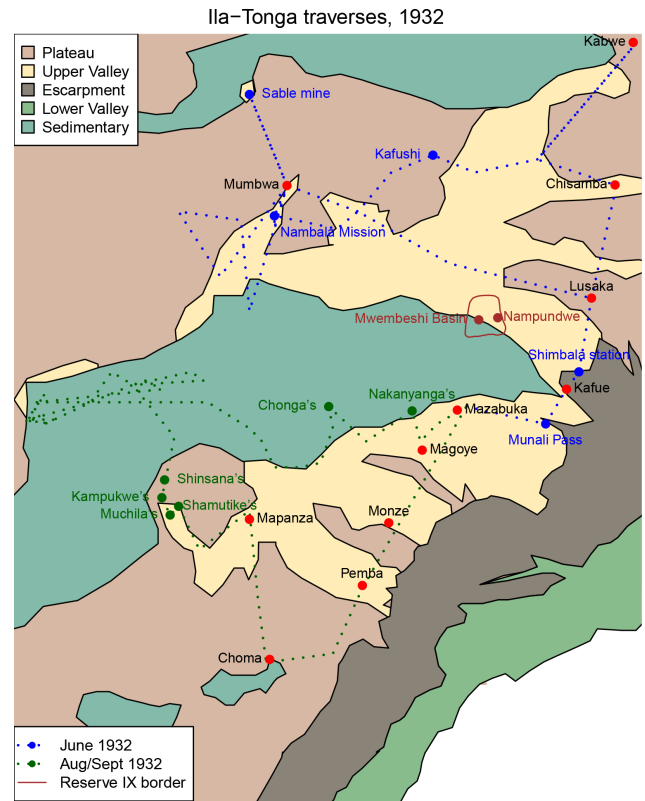 Ila−Tonga traverses, 1932
Kabwe
Plateau
Upper Valley
Escarpment
Lower Valley
Sedimentary
Sable mine
Kafushi
Mumbwa
Chisamba
Nambala Mission
Lusaka
Mwembeshi Basin
Nampundwe
Shimbala station
Kafue
Nakanyanga's
Chonga's
Mazabuka
Munali Pass
Magoye
Shinsana's
Kampukwe's
Shamutike's
Muchila's
Mapanza
Monze
Pemba
Choma
June 1932
Aug/Sept 1932
Reserve IX border